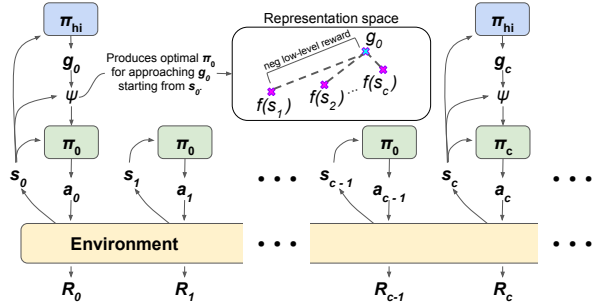 π_hi
g_0
ψ
Produces optimal π_0
for approaching g_0
starting from s_0.
Representation space
neg low-level reward
g_0
f(s_1)
f(s_2)
...
f(s_c)
π_hi
g_c
ψ
π_0
π_0
π_0
π_c
s_0
a_0
s_1
a_1
• • •
s_c-1
a_c-1
s_c
a_c
• • •
Environment
• • •
• • •
R_0
R_1
R_c-1
R_c